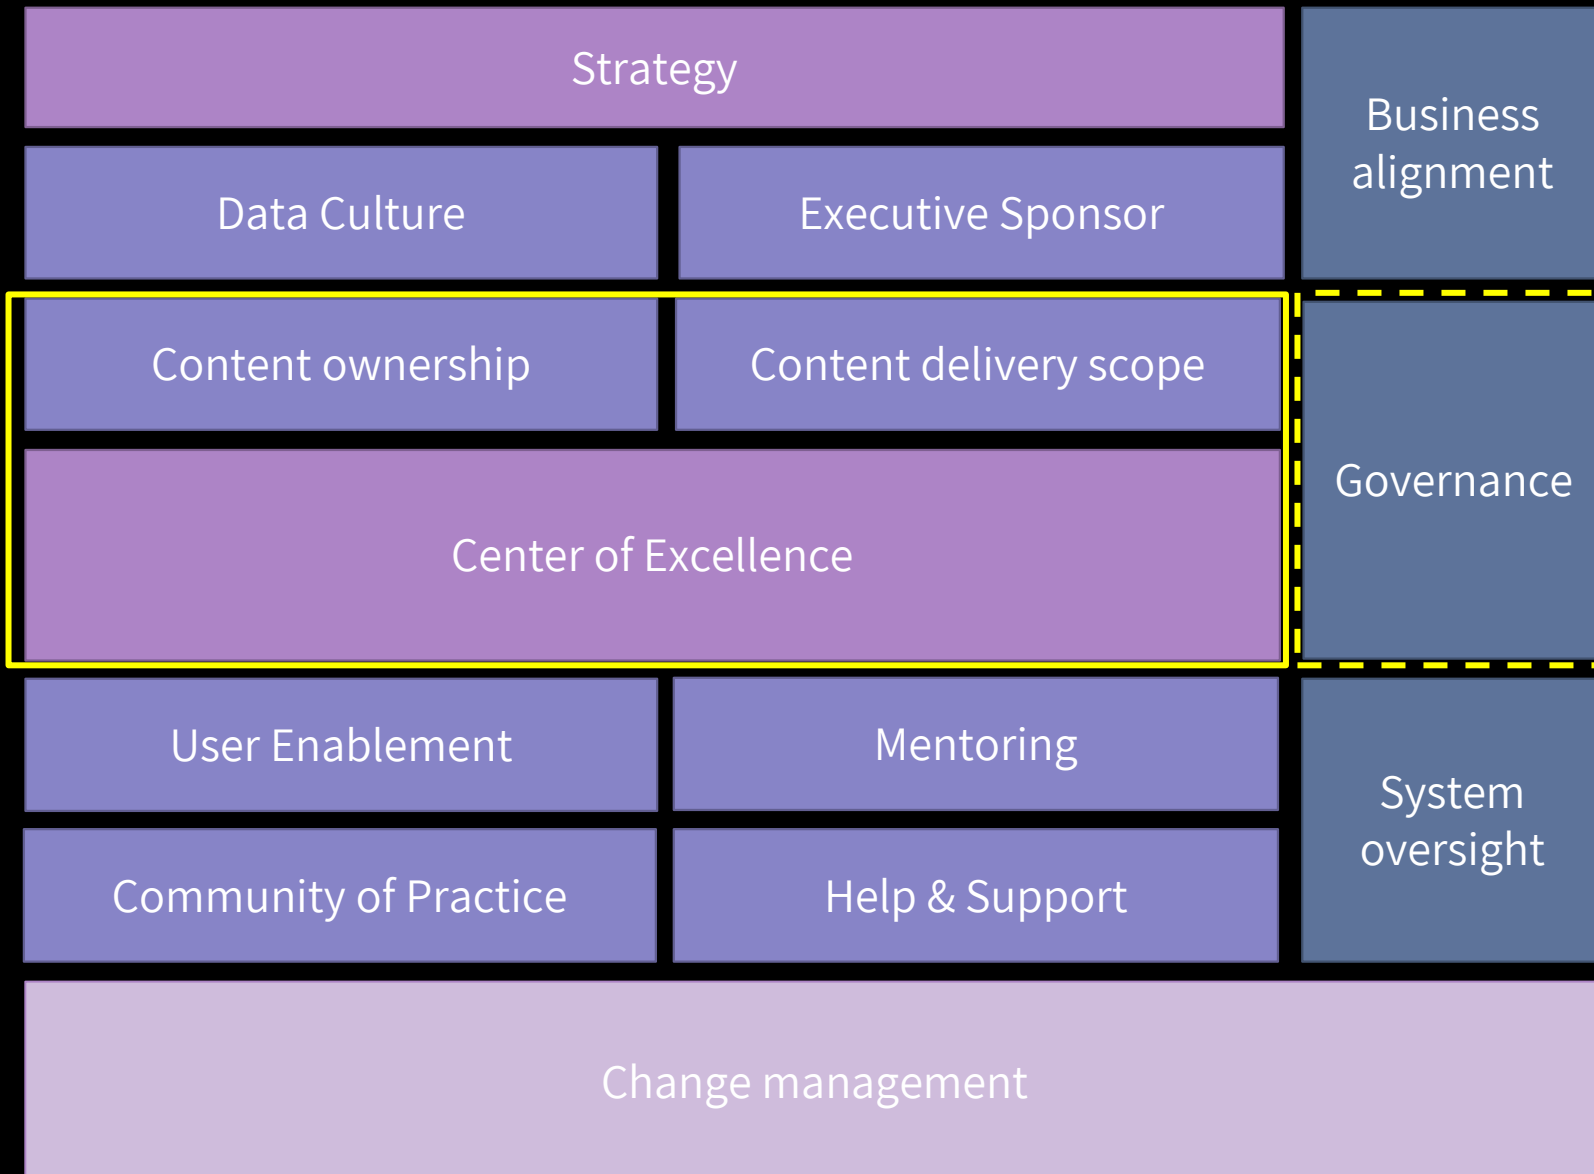 Strategy
Business
alignment
Data Culture
Executive Sponsor
Content ownership
Content delivery scope
Governance
Center of Excellence
User Enablement
Mentoring
System
oversight
Community of Practice
Help & Support
Change management